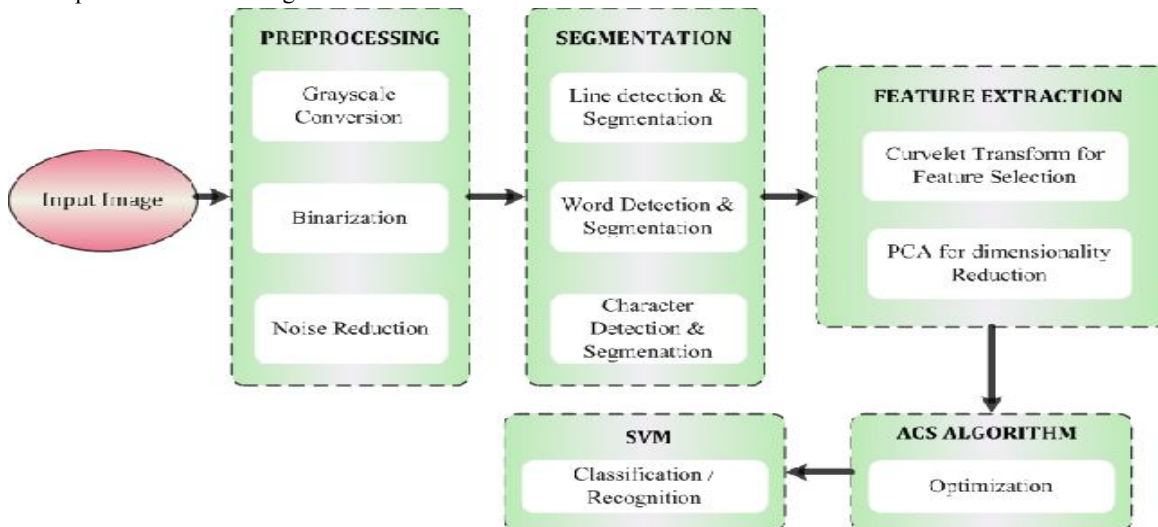 Input Image
PREPROCESSING
Grayscale
Conversion
Binarization
Noise Reduction
SEGMENTATION
Line detection &
Segmentation
Word Detection &
Segmentation
Character
Detection &
Segmenattion
FEATURE EXTRACTION
Curvelet Transform for
Feature Selection
PCA for dimensionality
Reduction
ACS ALGORITHM
Optimization
SVM
Classification /
Recognition